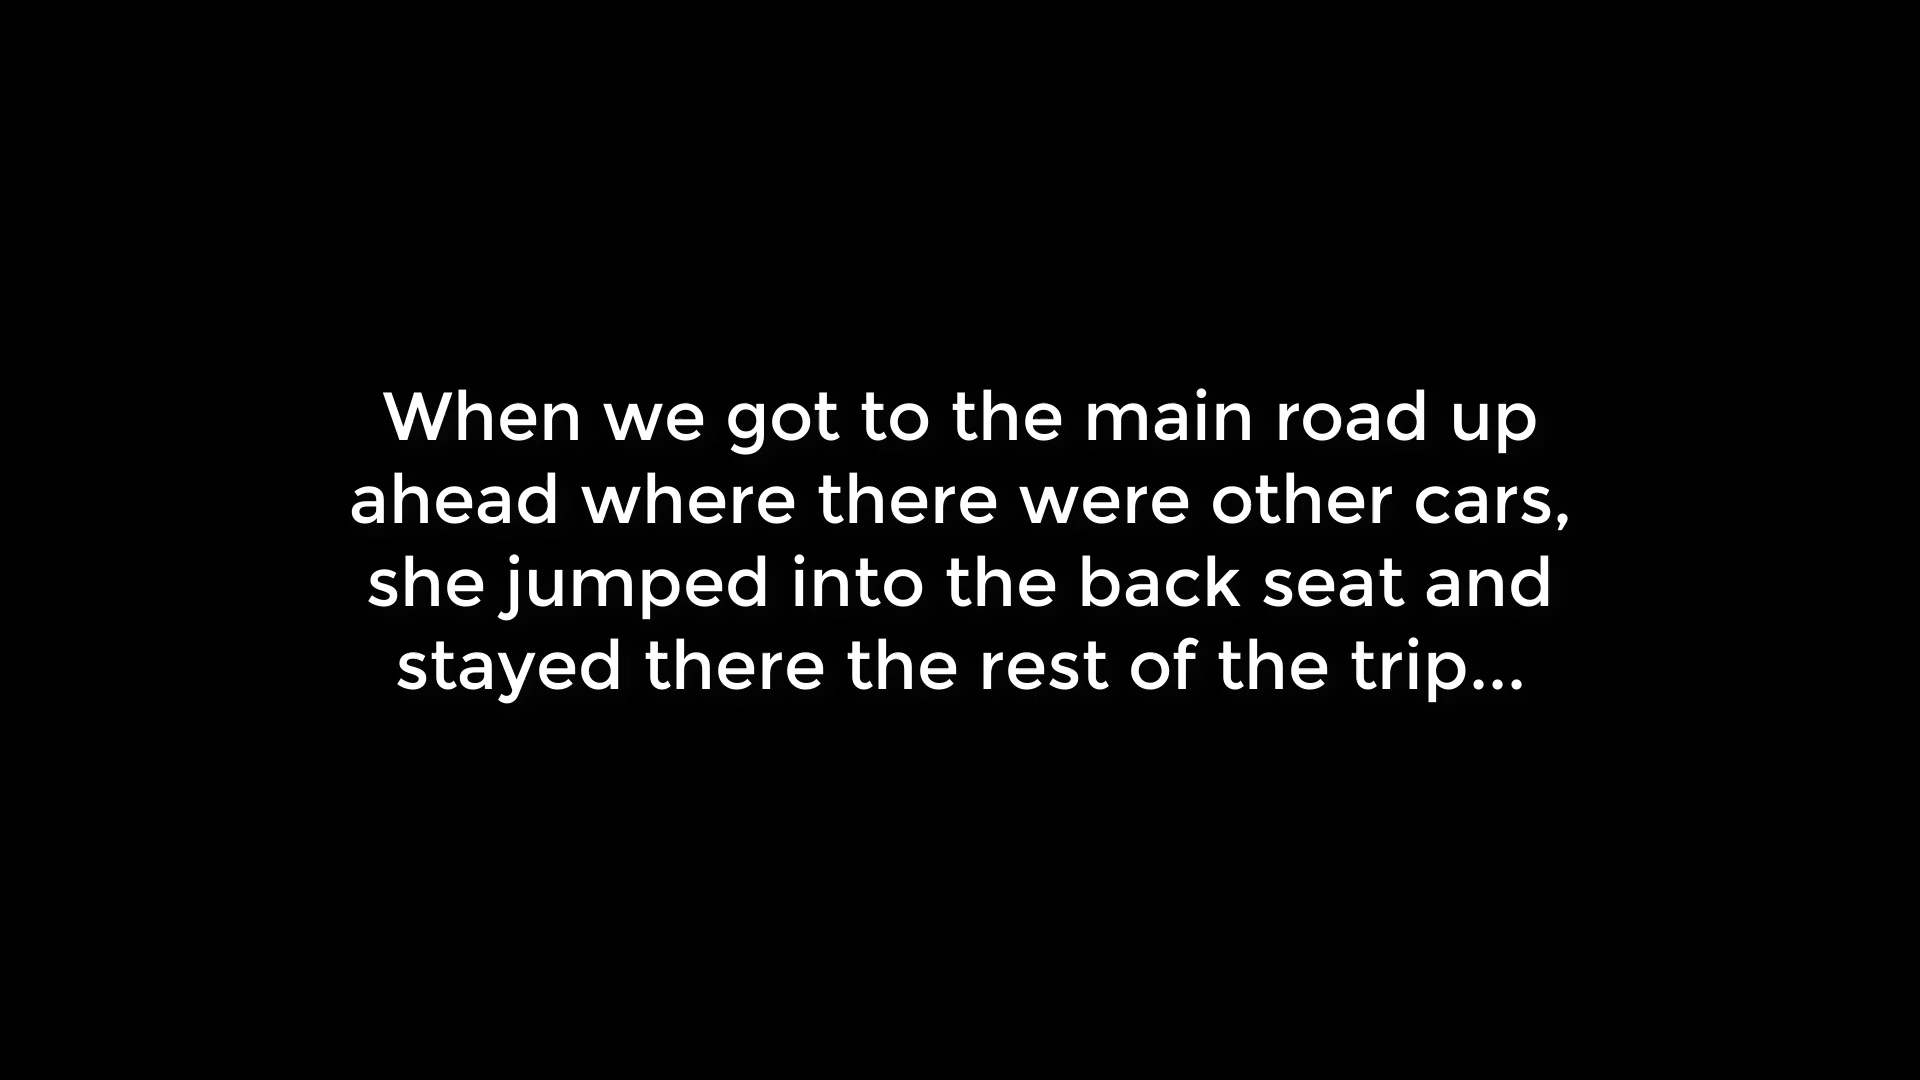 When we got to the main road up
ahead where there were other cars,
she jumped into the back seat and
stayed there the rest of the trip...